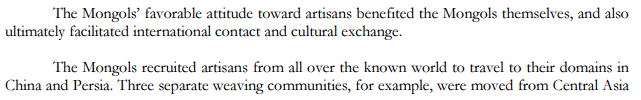 The Mongols’ favorable attitude toward artisans benefited the Mongols themselves, and also
ultimately facilitated international contact and cultural exchange.
The Mongols recruited artisans from all over the known world to travel to their domains in
China and Persia. Three separate weaving communities, for example, were moved from Central Asia